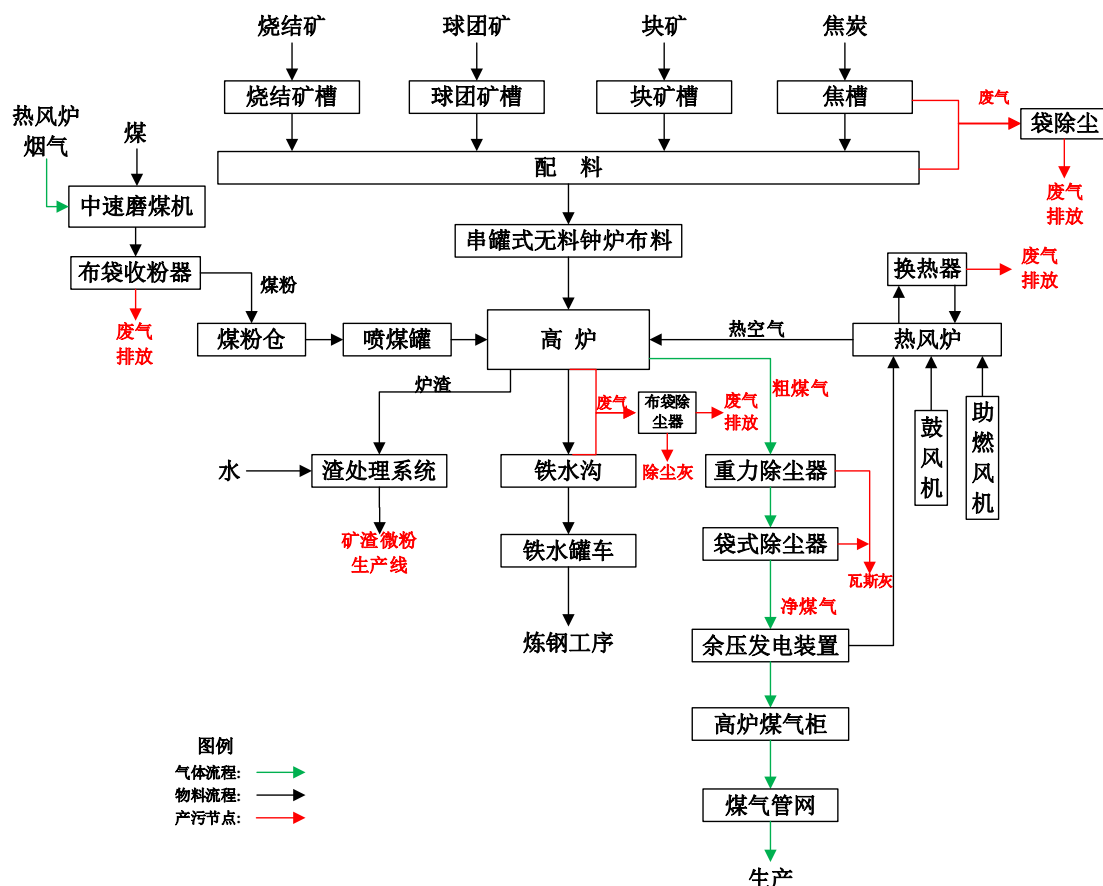 烧结矿
球团矿
块矿
焦炭
烧结矿槽
球团矿槽
块矿槽
焦槽
废气
袋除尘
废气
排放
热风炉
烟气
煤
配 料
中速磨煤机
串罐式无料钟炉布料
布袋收粉器
煤粉
换热器
废气
排放
废气
排放
煤粉仓
喷煤罐
高 炉
热空气
热风炉
炉渣
废气
布袋除
尘器
废气
排放
粗煤气
鼓风机
助燃风机
除尘灰
水
渣处理系统
铁水沟
重力除尘器
矿渣微粉
生产线
铁水罐车
袋式除尘器
瓦斯灰
净煤气
炼钢工序
余压发电装置
高炉煤气柜
图例
气体流程:
物料流程:
产污节点:
煤气管网
生产